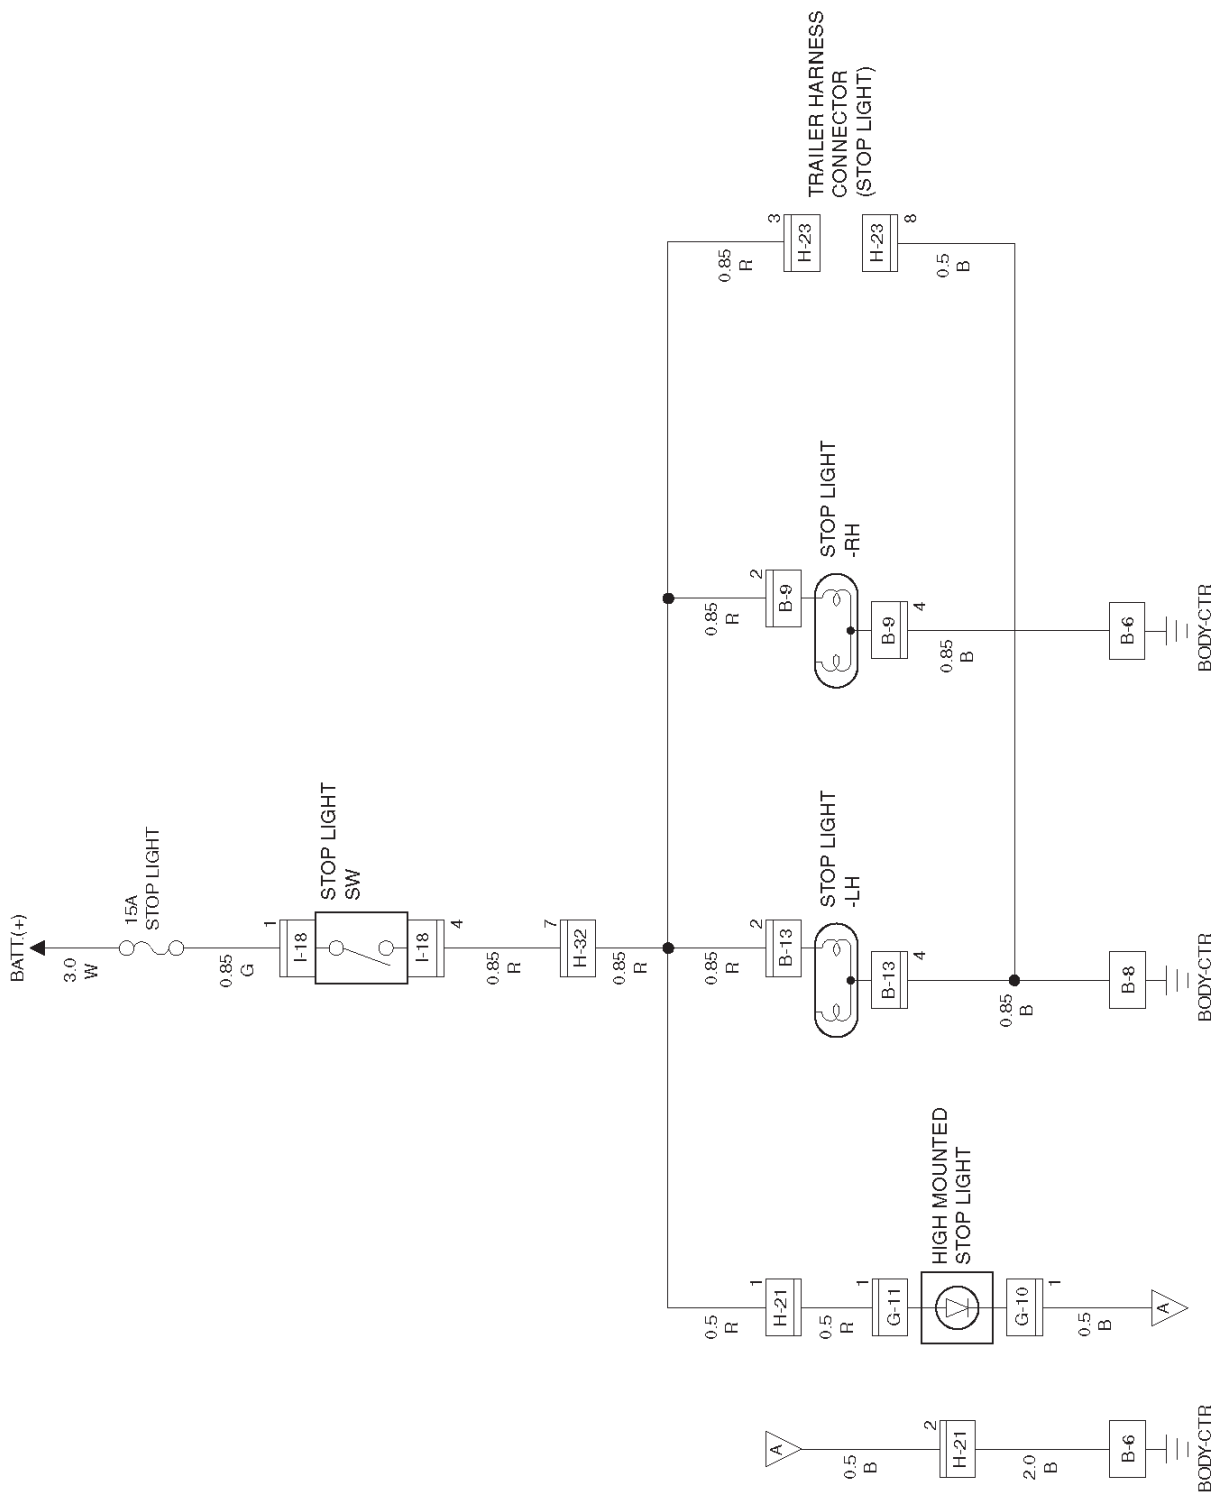 BATT.(+)
3.0
W
15A
STOP LIGHT
0.85
G
1
I-18
STOP LIGHT
SW
I-18
4
0.85
R
7
H-32
0.85
R
0.5
R
1
H-21
0.5
R
1
G-11
HIGH MOUNTED
STOP LIGHT
G-10
1
0.5
B
A
0.85
R
2
B-13
STOP LIGHT
-LH
B-13
4
0.85
B
B-8
BODY-CTR
0.85
R
2
B-9
STOP LIGHT
-RH
B-9
4
0.85
B
B-6
BODY-CTR
0.85
R
3
H-23
TRAILER HARNESS
CONNECTOR
(STOP LIGHT)
H-23
8
0.5
B
A
0.5
B
2
H-21
2.0
B
B-6
BODY-CTR